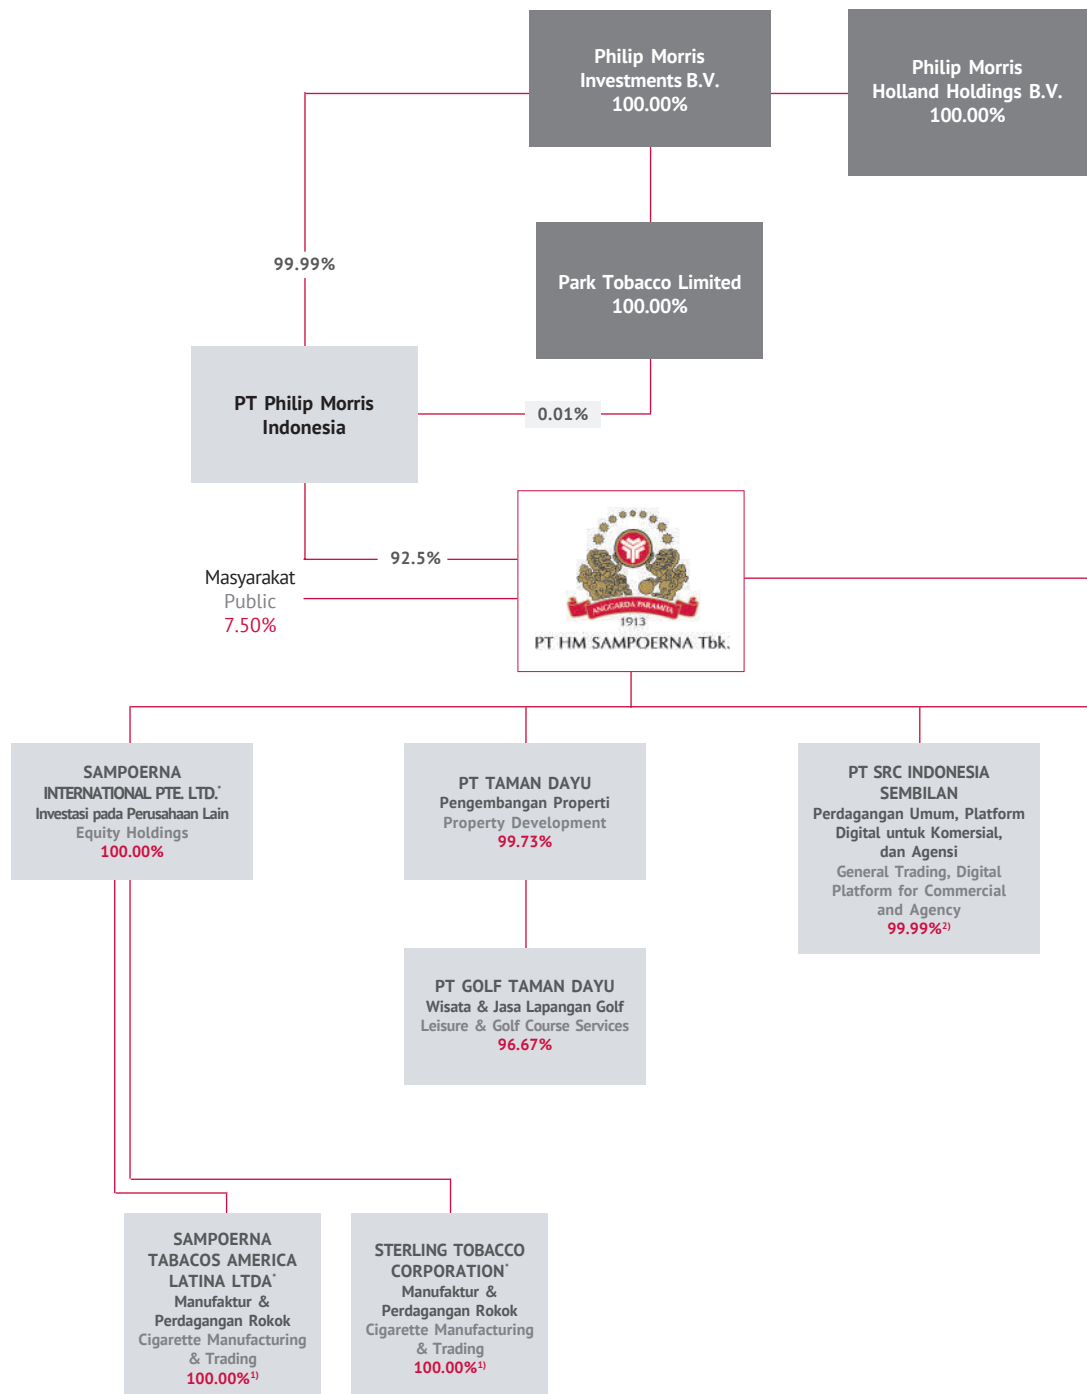 Philip Morris
Investments B.V.
100.00%
Philip Morris
Holland Holdings B.V.
100.00%
99.99%
Park Tobacco Limited
100.00%
PT Philip Morris
Indonesia
0.01%
92.5%
Masyarakat
Public
7.50%
ANGGARDA PARAMITA
1913
PT HM SAMPOERNA Tbk.
SAMPOERNA
INTERNATIONAL PTE. LTD.*
Investasi pada Perusahaan Lain
Equity Holdings
100.00%
PT TAMAN DAYU
Pengembangan Properti
Property Development
99.73%
PT SRC INDONESIA
SEMBILAN
Perdagangan Umum, Platform
Digital untuk Komersial,
dan Agensi
General Trading, Digital
Platform for Commercial
and Agency
99.99%2)
PT GOLF TAMAN DAYU
Wisata & Jasa Lapangan Golf
Leisure & Golf Course Services
96.67%
SAMPOERNA
TABACOS AMERICA
LATINA LTDA*
Manufaktur &
Perdagangan Rokok
Cigarette Manufacturing
& Trading
100.00%1)
STERLING TOBACCO
CORPORATION*
Manufaktur &
Perdagangan Rokok
Cigarette Manufacturing
& Trading
100.00%1)